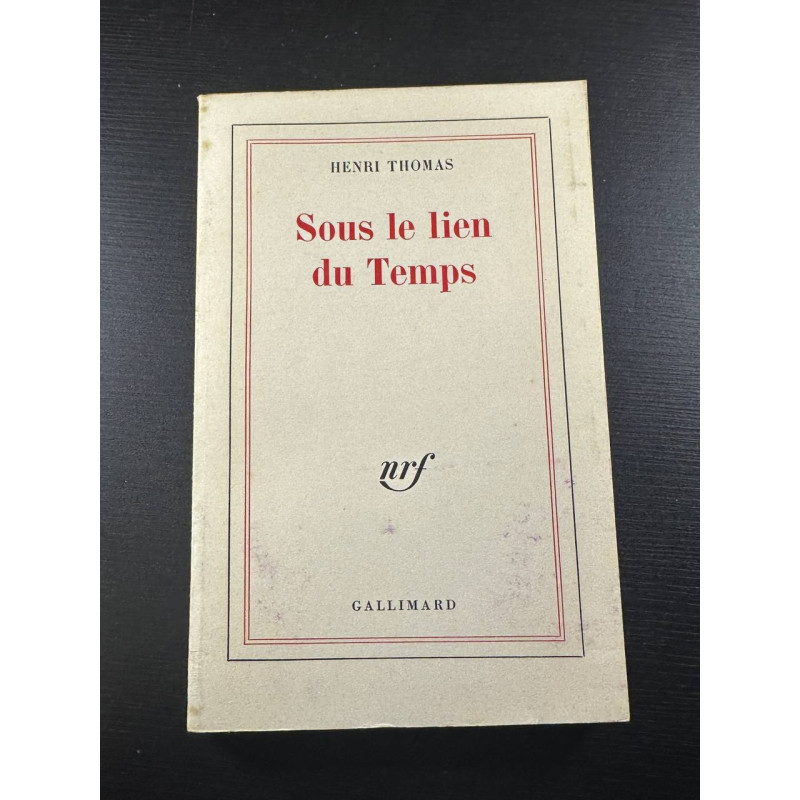 HENRI THOMAS
Sous le lien
du Temps
nrf
GALLIMARD